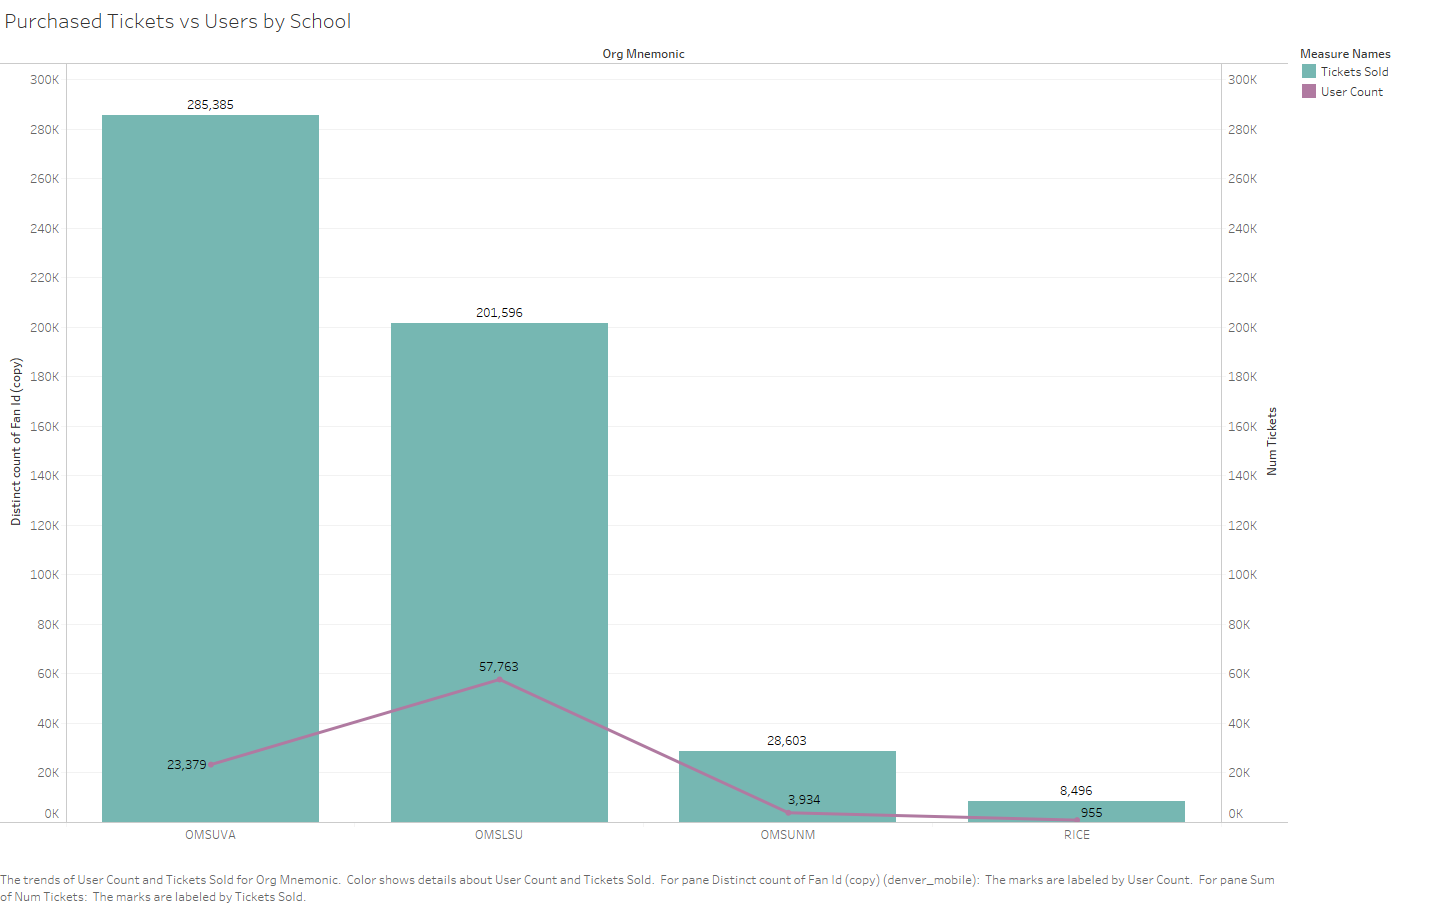 Purchased Tickets vs Users by School
Org Mnemonic
Measure Names
Tickets Sold
User Count
Distinct count of Fan Id (copy)
300K
280K
260K
240K
220K
200K
180K
160K
140K
120K
100K
80K
60K
40K
20K
0K
285,385
201,596
57,763
23,379
28,603
3,934
8,496
955
300K
280K
260K
240K
220K
200K
180K
160K
140K
120K
100K
80K
60K
40K
20K
0K
Num Tickets
OMSUVA
OMSLSU
OMSUNM
RICE
The trends of User Count and Tickets Sold for Org Mnemonic.  Color shows details about User Count and Tickets Sold.  For pane Distinct count of Fan Id (copy) (denver_mobile):  The marks are labeled by User Count.  For pane Sum
of Num Tickets:  The marks are labeled by Tickets Sold.